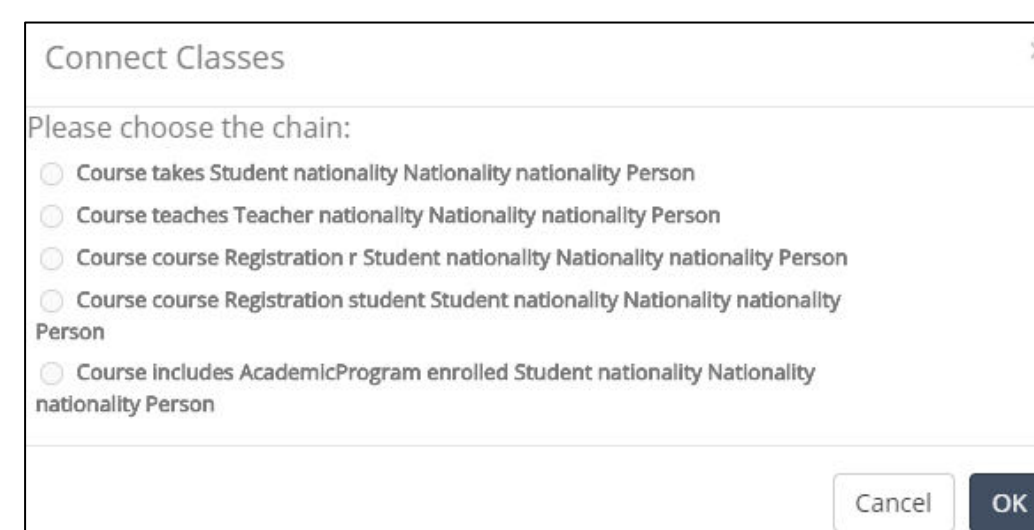 Connect Classes
Please choose the chain:
Course takes Student nationality Nationality nationality Person
Course teaches Teacher nationality Nationality nationality Person
Course course Registration r Student nationality Nationality nationality Person
Course course Registration student Student nationality Nationality nationality
Person
Course includes AcademicProgram enrolled Student nationality Nationality
nationality Person
Cancel OK